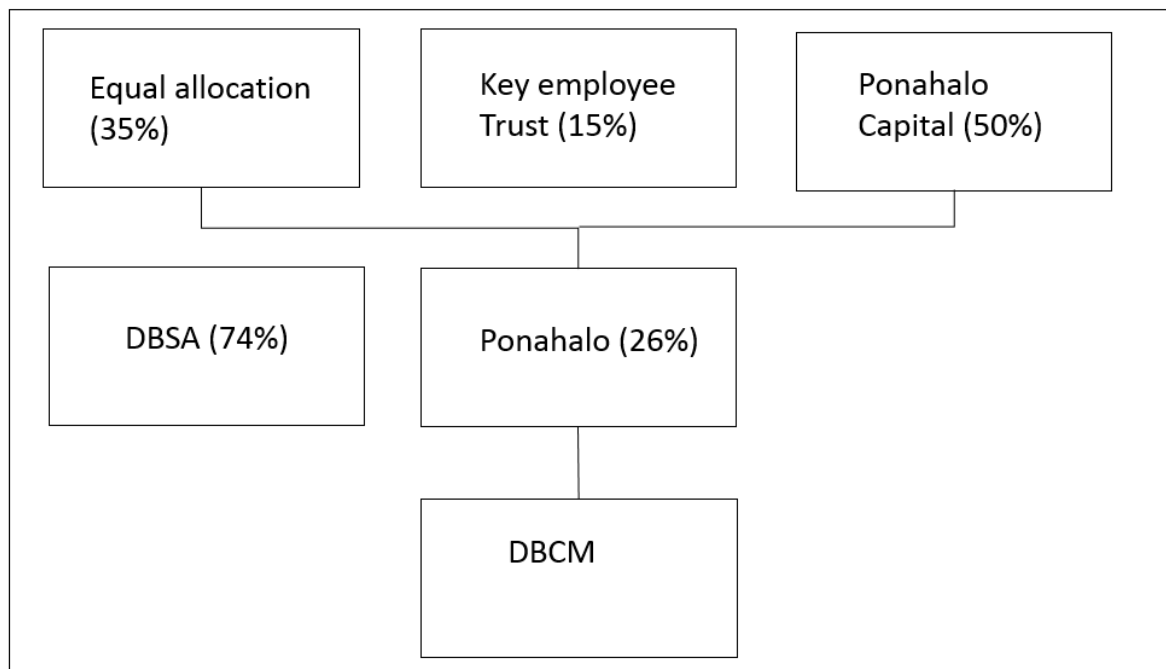 Equal allocation
(35%)
Key employee
Trust (15%)
Ponahalo
Capital (50%)
DBSA (74%)
Ponahalo (26%)
DBCM